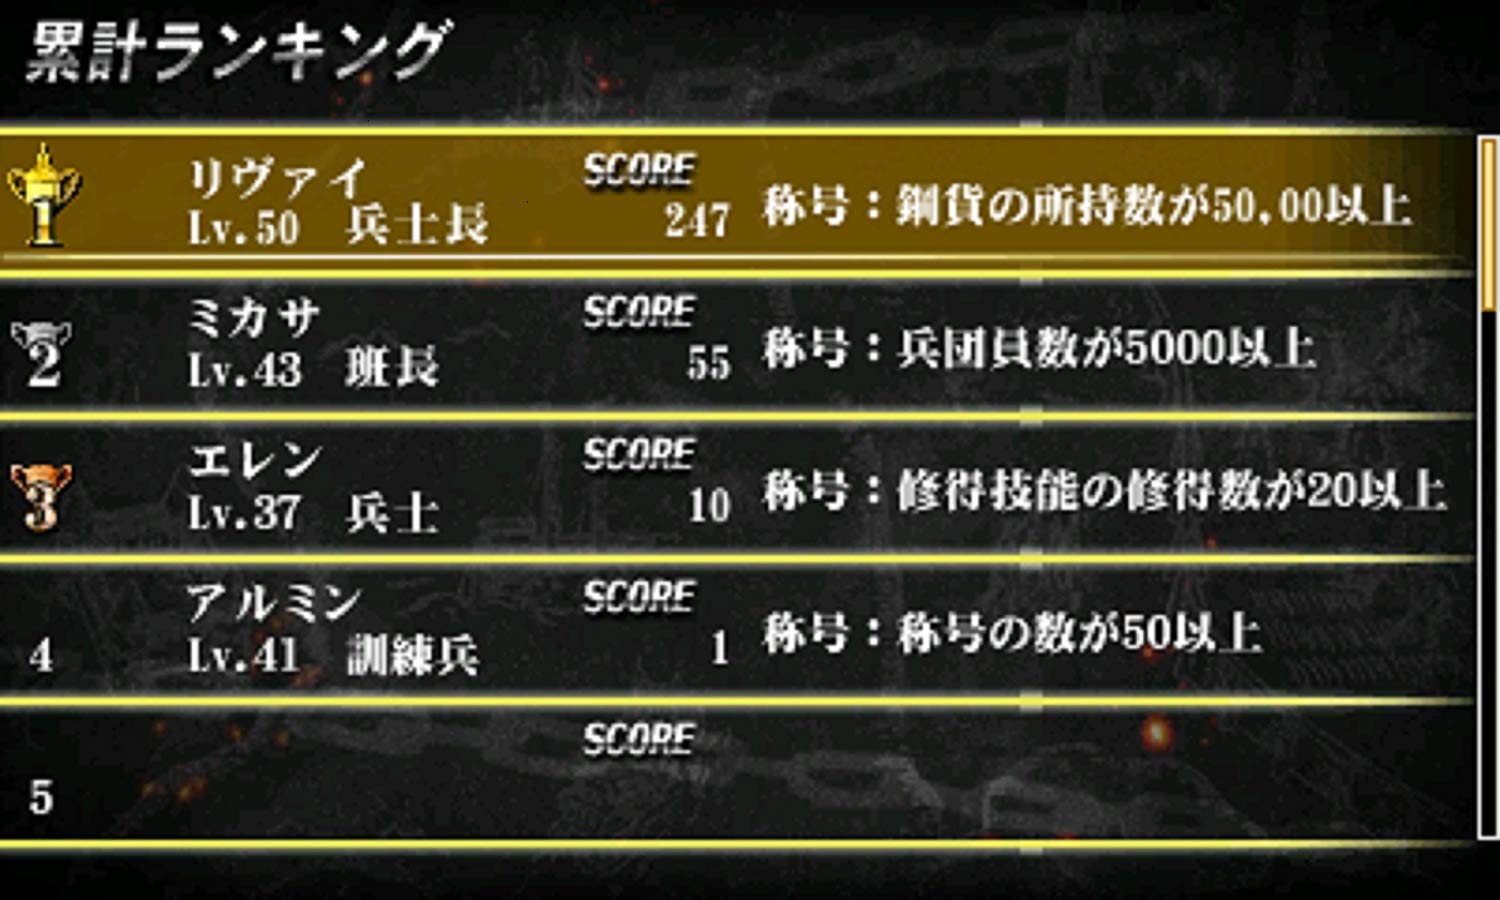 累計ランキング
1
リヴァイ
Lv.50 兵士長
SCORE
247
称号：鋼貨の所持数が50,00以上
2
ミカサ
Lv.43 班長
SCORE
55
称号：兵団員数が5000以上
3
エレン
Lv.37 兵士
SCORE
10
称号：修得技能の修得数が20以上
4
アルミン
Lv.41 訓練兵
SCORE
1
称号：称号の数が50以上
5
SCORE